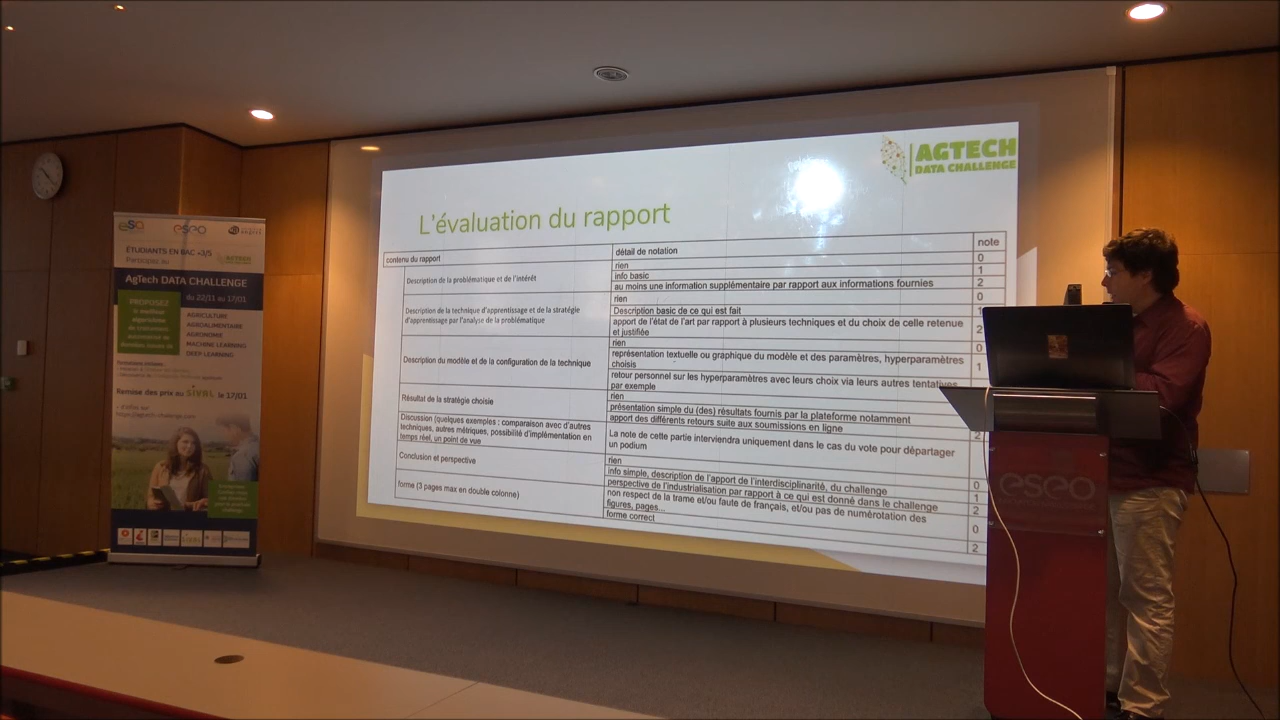 AGTECH
DATA CHALLENGE
L'évaluation du rapport
contenu du rapport
détail de notation
note
Description de la problématique et de l'intérêt
rien
0
info basic
1
au moins une information supplémentaire par rapport aux informations fournies
2
Description de la technique d'apprentissage et de la stratégie
d'apprentissage par l'analyse de la problématique
rien
0
Description basic de ce qui est fait
apport de l'état de l'art par rapport à plusieurs techniques et du choix de celle retenue
et justifiée
2
Description du modèle et de la configuration de la technique
rien
0
représentation textuelle ou graphique du modèle et des paramètres, hyperparamètres
choisis
1
retour personnel sur les hyperparamètres avec leurs choix via leurs autres tentatives
par exemple
Résultat de la stratégie choisie
rien
présentation simple du (des) résultats fournis par la plateforme notamment
apport des différents retours suite aux soumissions en ligne
2
Discussion (quelques exemples : comparaison avec d'autres
techniques, autres métriques, possibilité d'implémentation en
temps réel, un point de vue
La note de cette partie interviendra uniquement dans le cas du vote pour départager
un podium
Conclusion et perspective
rien
0
info simple, description de l'apport de l'interdisciplinarité, du challenge
1
perspective de l'industrialisation par rapport à ce qui est donné dans le challenge
2
forme (3 pages max en double colonne)
non respect de la trame et/ou faute de français, et/ou pas de numérotation des
figures, pages...
0
forme correct
2
esa
eseo
ÉTUDIANTS EN BAC +3/5
Participez au
AGTECH
AgTech DATA CHALLENGE
PROPOSEZ
du 22/11 au 17/01
AGRICULTURE
AGROALIMENTAIRE
AGRONOMIE
MACHINE LEARNING
DEEP LEARNING
Remise des prix au SIVAL le 17/01
eseo